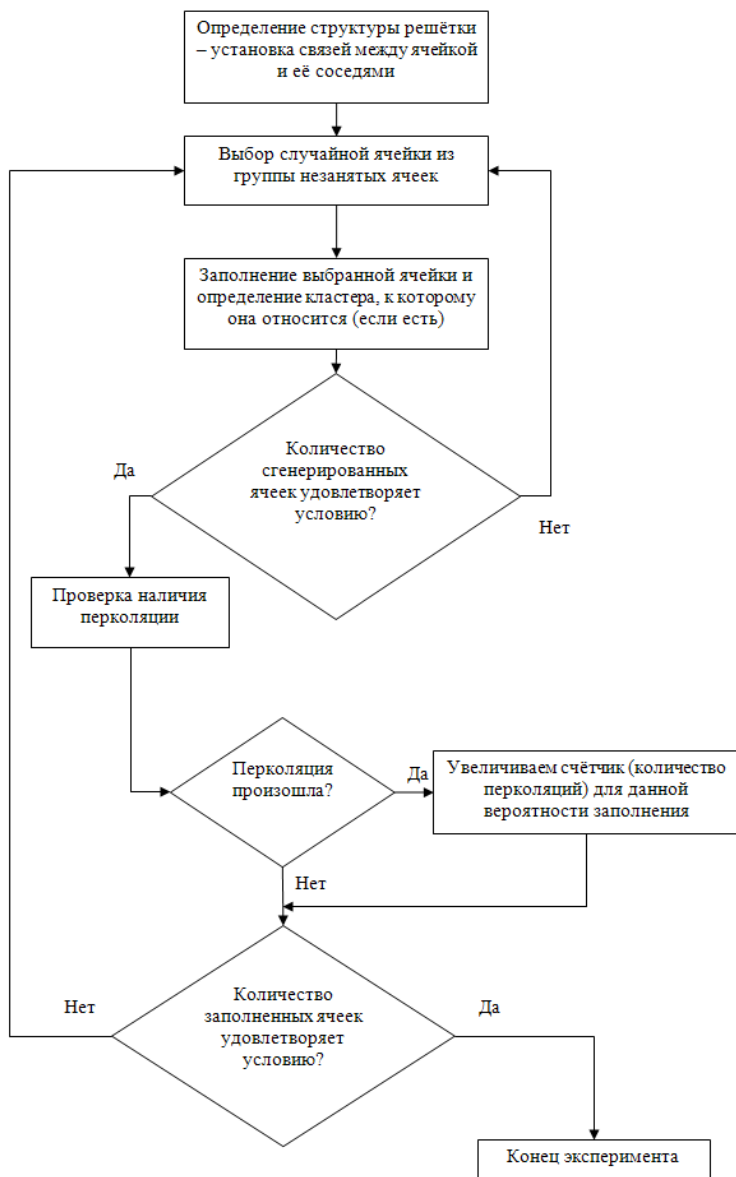 Определение структуры решётки
– установка связей между ячейкой
и её соседями
Выбор случайной ячейки из
группы незанятых ячеек
Заполнение выбранной ячейки и
определение кластера, к которому
она относится (если есть)
Количество
сгенерированных
ячеек удовлетворяет
условию?
Да
Нет
Проверка наличия
перколяции
Перколяция
произошла?
Да
Увеличиваем счётчик (количество
перколяций) для данной
вероятности заполнения
Нет
Количество
заполненных ячеек
удовлетворяет
условию?
Нет
Да
Конец эксперимента